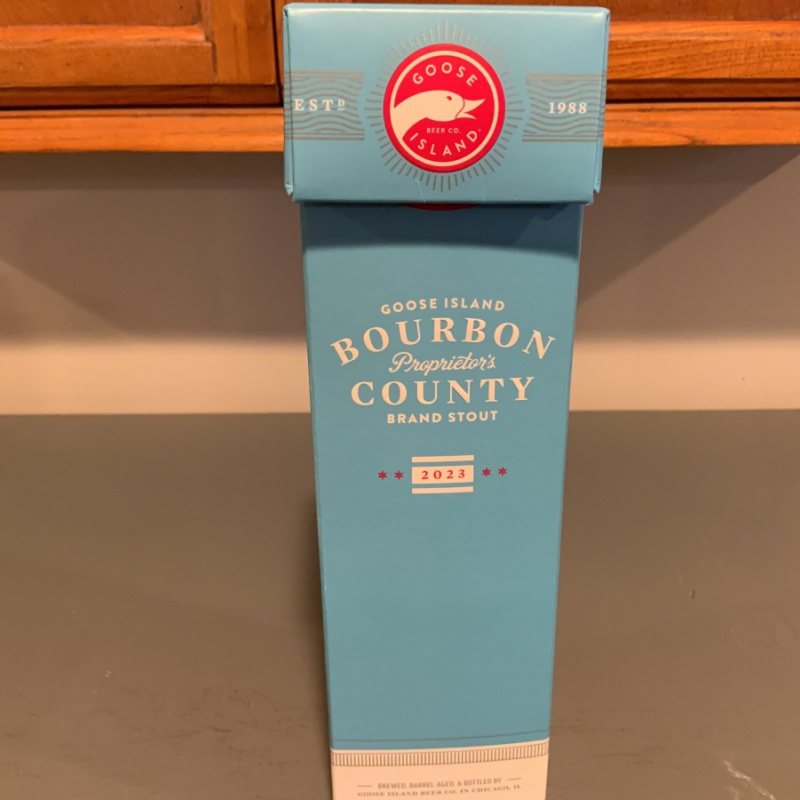 ESTD
GOOSE
BEER CO.
ISLAND
1988
GOOSE ISLAND
BOURBON
Proprietor's
COUNTY
BRAND STOUT
2023
BREWED, BARREL-AGED, & BOTTLED BY
GOOSE ISLAND BEER CO. IN CHICAGO, IL